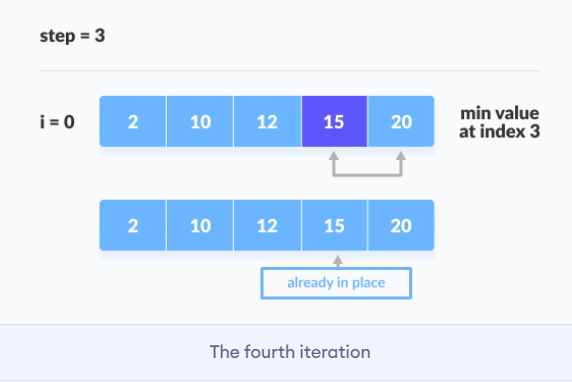 step = 3
i = 0
2 10 12 15 20
min value
at index 3
2 10 12 15 20
already in place
The fourth iteration